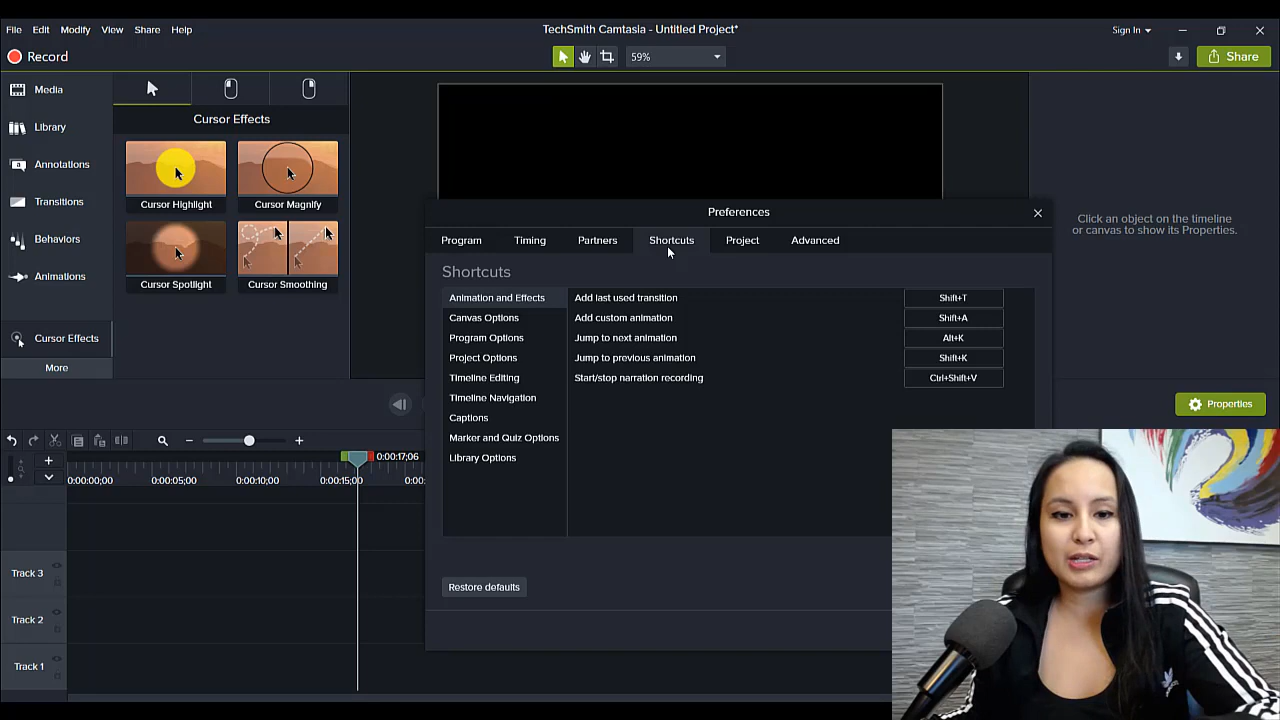 File Edit Modify View Share Help
TechSmith Camtasia - Untitled Project*
Sign In
Record
59%
Share
Media
Library
Annotations
Transitions
Behaviors
Animations
Cursor Effects
More
Cursor Effects
Cursor Highlight
Cursor Magnify
Cursor Spotlight
Cursor Smoothing
Click an object on the timeline
or canvas to show its Properties.
Properties
Preferences
Program Timing Partners Shortcuts Project Advanced
Shortcuts
Animation and Effects
Canvas Options
Program Options
Project Options
Timeline Editing
Timeline Navigation
Captions
Marker and Quiz Options
Library Options
Add last used transition Shift+T
Add custom animation Shift+A
Jump to next animation Alt+K
Jump to previous animation Shift+K
Start/stop narration recording Ctrl+Shift+V
Restore defaults
0:00:17;06
0:00:00;00 0:00:05;00 0:00:10;00 0:00:15;00
Track 3
Track 2
Track 1